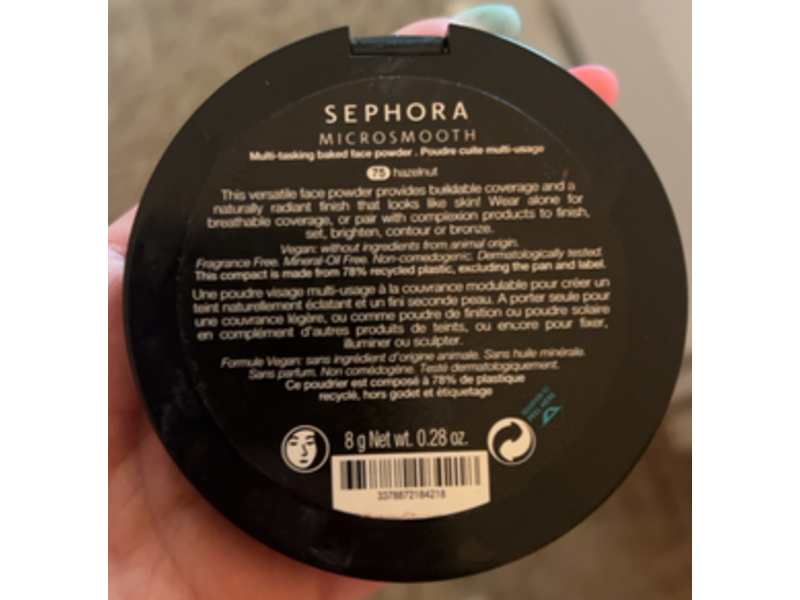 SEPHORA
MICROSMOOTH
Multi-tasking baked face powder . Poudre cuite multi-usage
75 hazelnut
This versatile face powder provides buildable coverage and a
naturally radiant finish that looks like skin! Wear alone for
breathable coverage, or pair with complexion products to finish,
set, brighten, contour or bronze.
Vegan: without ingredients from animal origin.
Fragrance Free. Mineral-Oil Free. Non-comedogenic. Dermatologically tested.
This compact is made from 78% recycled plastic, excluding the pan and label.
Une poudre visage multi-usage à la couvrance modulable pour créer un
teint naturellement éclatant et un fini seconde peau. A porter seule pour
une couvrance légère, ou comme poudre de finition ou poudre solaire
en complément d'autres produits de teints, ou encore pour fixer,
illuminer ou sculpter.
Formule Vegan: sans ingrédient d'origine animale. Sans huile minérale.
Sans parfum. Non comédogène. Testé dermatologiquement.
Ce poudrier est composé à 78% de plastique
recyclé, hors godet et étiquetage
PEEL HERE
8 g Net wt. 0.28 oz.
3378872184218